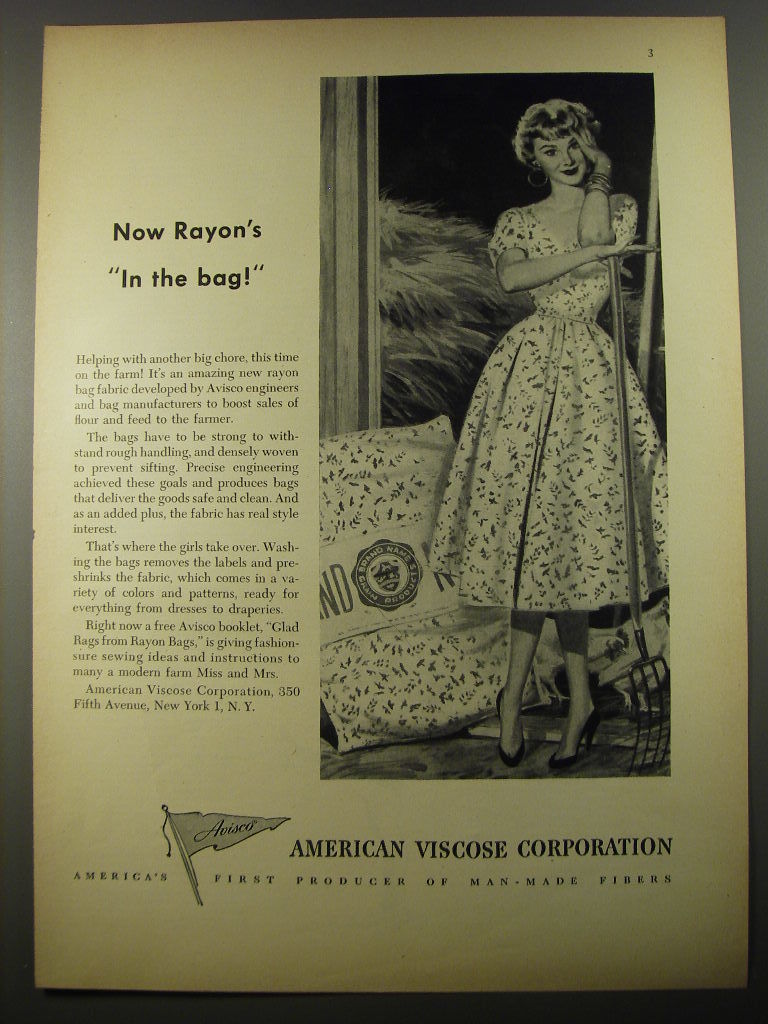 3
Now Rayon's
"In the bag!"
Helping with another big chore, this time
on the farm! It's an amazing new rayon
bag fabric developed by Avisco engineers
and bag manufacturers to boost sales of
flour and feed to the farmer.
The bags have to be strong to with-
stand rough handling, and densely woven
to prevent sifting. Precise engineering
achieved these goals and produces bags
that deliver the goods safe and clean. And
as an added plus, the fabric has real style
interest.
That's where the girls take over. Wash-
ing the bags removes the labels and pre-
shrinks the fabric, which comes in a va-
riety of colors and patterns, ready for
everything from dresses to draperies.
Right now a free Avisco booklet, "Glad
Rags from Rayon Bags," is giving fashion-
sure sewing ideas and instructions to
many a modern farm Miss and Mrs.
American Viscose Corporation, 350
Fifth Avenue, New York 1, N. Y.
BRAND NAME
PRODUCT
ND
N
Avisco
AMERICAN VISCOSE CORPORATION
AMERICA'S FIRST PRODUCER OF MAN-MADE FIBERS